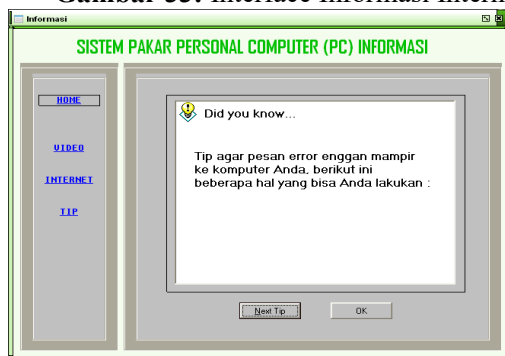 Gambar 35. Interface Informasi Intern
Informasi
SISTEM PAKAR PERSONAL COMPUTER (PC) INFORMASI
HOME
VIDEO
INTERNET
TIP
Did you know...
Tip agar pesan error enggan mampir
ke komputer Anda, berikut ini
beberapa hal yang bisa Anda lakukan :
Next Tip
OK